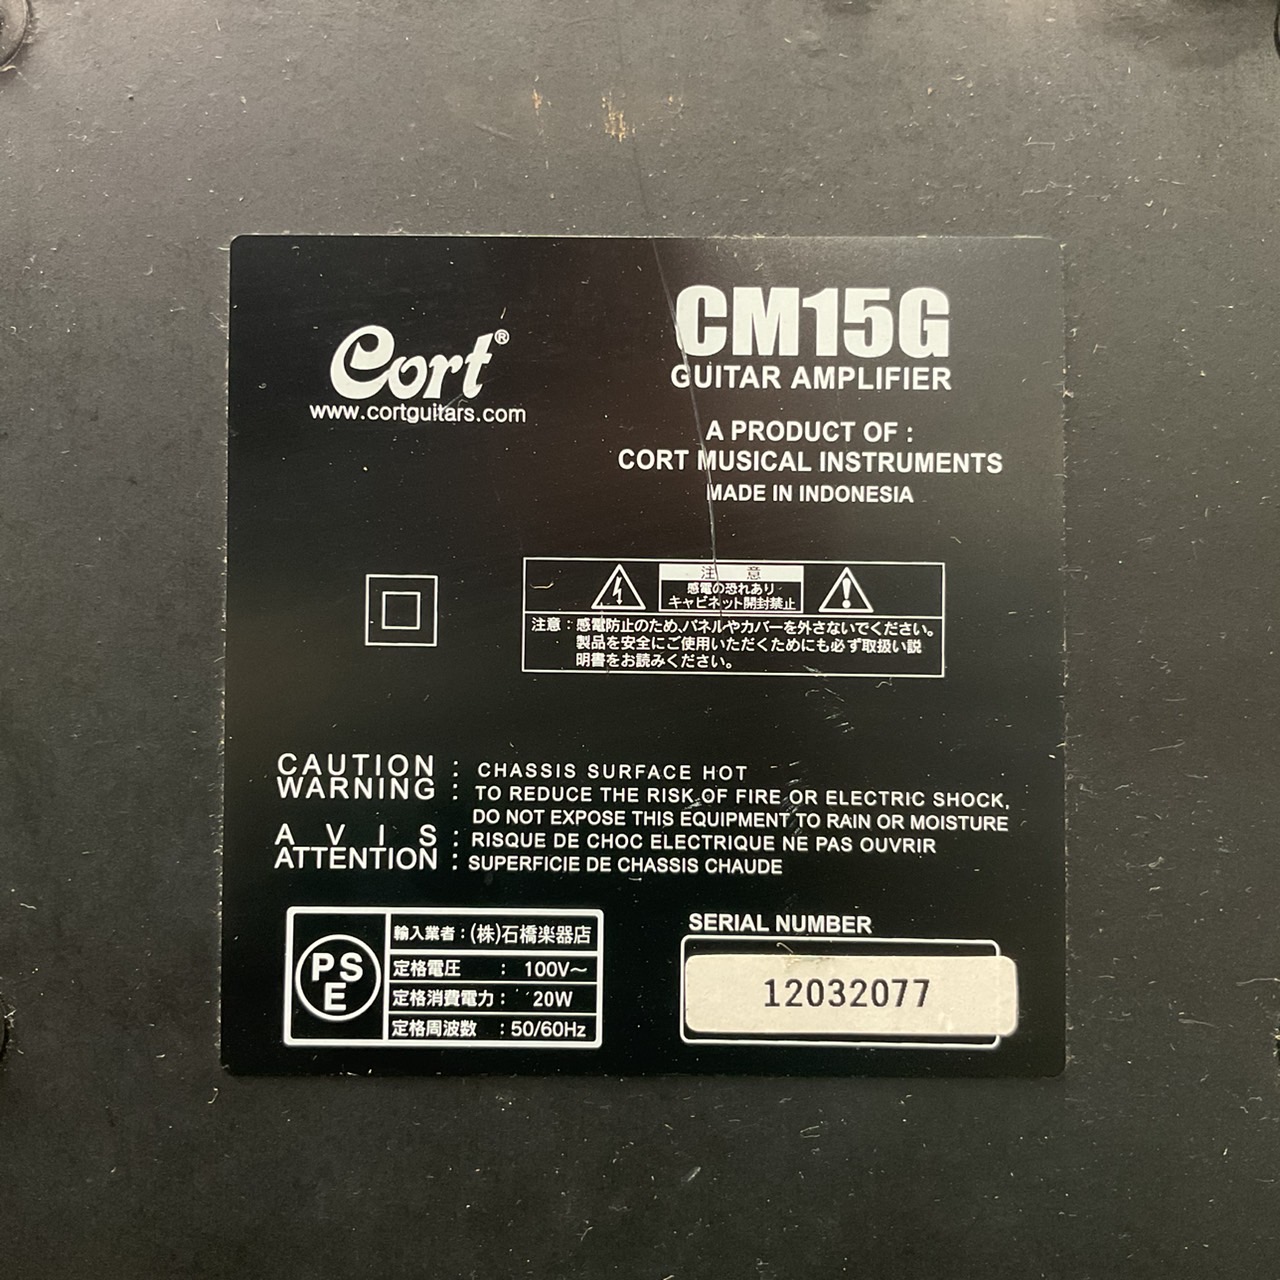 Cort®
www.cortguitars.com
CM15G
GUITAR AMPLIFIER
A PRODUCT OF :
CORT MUSICAL INSTRUMENTS
MADE IN INDONESIA
注 意
感電の恐れあり
キャビネット開封禁止
注意：感電防止のため、パネルやカバーを外さないでください。
製品を安全にご使用いただくためにも必ず取扱い説
明書をお読みください。
CAUTION : CHASSIS SURFACE HOT
WARNING : TO REDUCE THE RISK OF FIRE OR ELECTRIC SHOCK,
DO NOT EXPOSE THIS EQUIPMENT TO RAIN OR MOISTURE
AVIS : RISQUE DE CHOC ELECTRIQUE NE PAS OUVRIR
ATTENTION : SUPERFICIE DE CHASSIS CHAUDE
PSE
輸入業者：(株)石橋楽器店
定格電圧 ： 100V～
定格消費電力： 20W
定格周波数 ：50/60Hz
SERIAL NUMBER
12032077